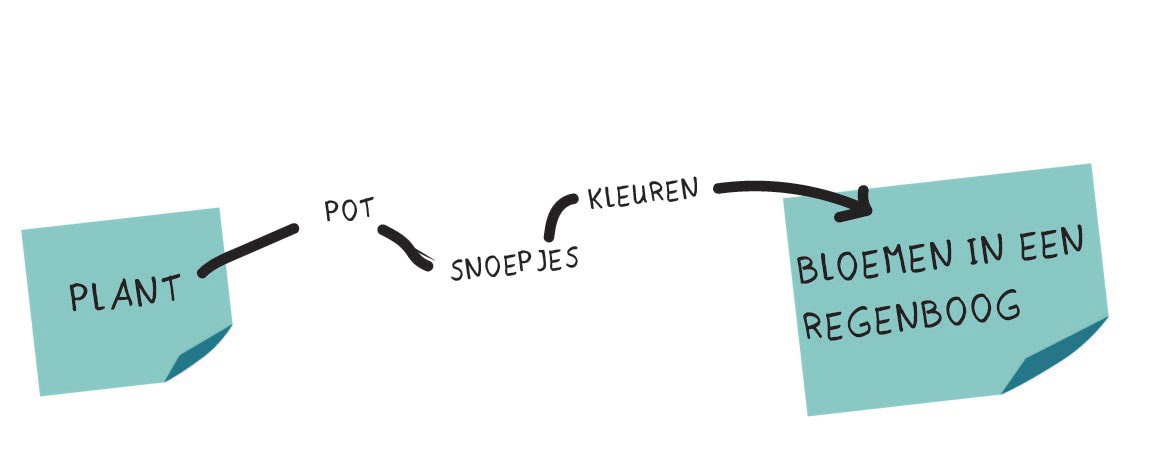 PLANT
POT
SNOEPJES
KLEUREN
BLOEMEN IN EEN
REGENBOOG